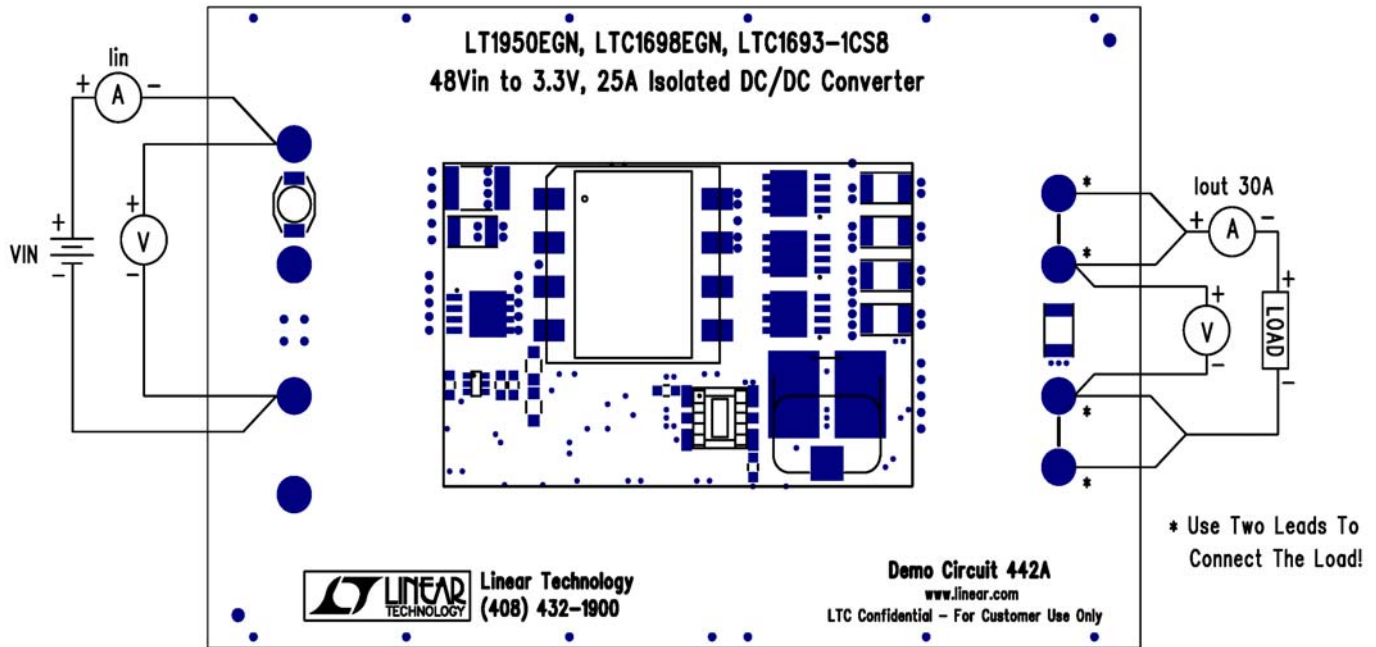 LT1950EGN, LTC1698EGN, LTC1693-1CS8
48Vin to 3.3V, 25A Isolated DC/DC Converter
Iin
+ A -
+
V
-
+
VIN
-
*
*
Iout 30A
+ A -
+
V
-
+
LOAD
-
*
*
* Use Two Leads To
Connect The Load!
LINEAR
TECHNOLOGY
Linear Technology
(408) 432-1900
Demo Circuit 442A
www.linear.com
LTC Confidential - For Customer Use Only